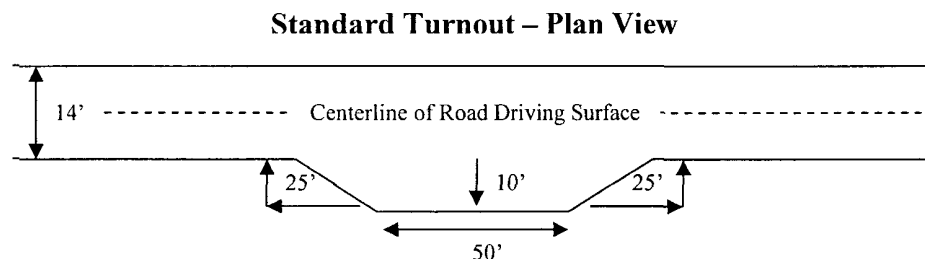 Standard Turnout – Plan View
14’
Centerline of Road Driving Surface
25’
10’
25’
50’